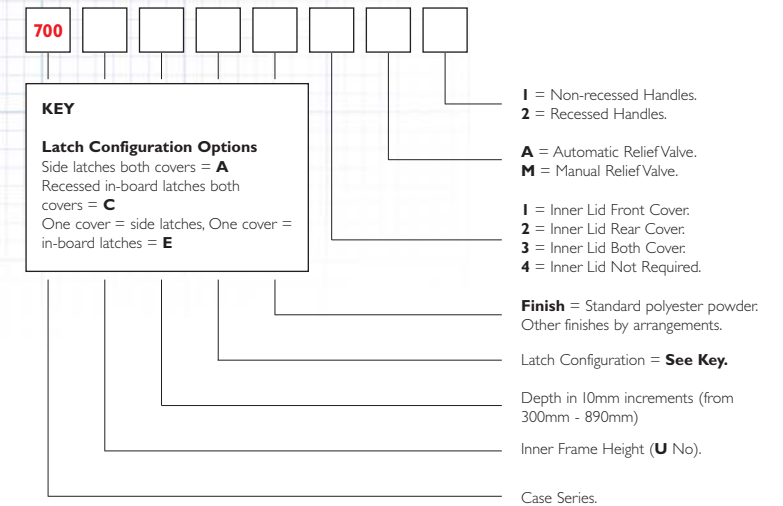 700
KEY
Latch Configuration Options
Side latches both covers = A
Recessed in-board latches both
covers = C
One cover = side latches, One cover =
in-board latches = E
1 = Non-recessed Handles.
2 = Recessed Handles.
A = Automatic Relief Valve.
M = Manual Relief Valve.
1 = Inner Lid Front Cover.
2 = Inner Lid Rear Cover.
3 = Inner Lid Both Cover.
4 = Inner Lid Not Required.
Finish = Standard polyester powder.
Other finishes by arrangements.
Latch Configuration = See Key.
Depth in 10mm increments (from
300mm - 890mm)
Inner Frame Height (U No).
Case Series.